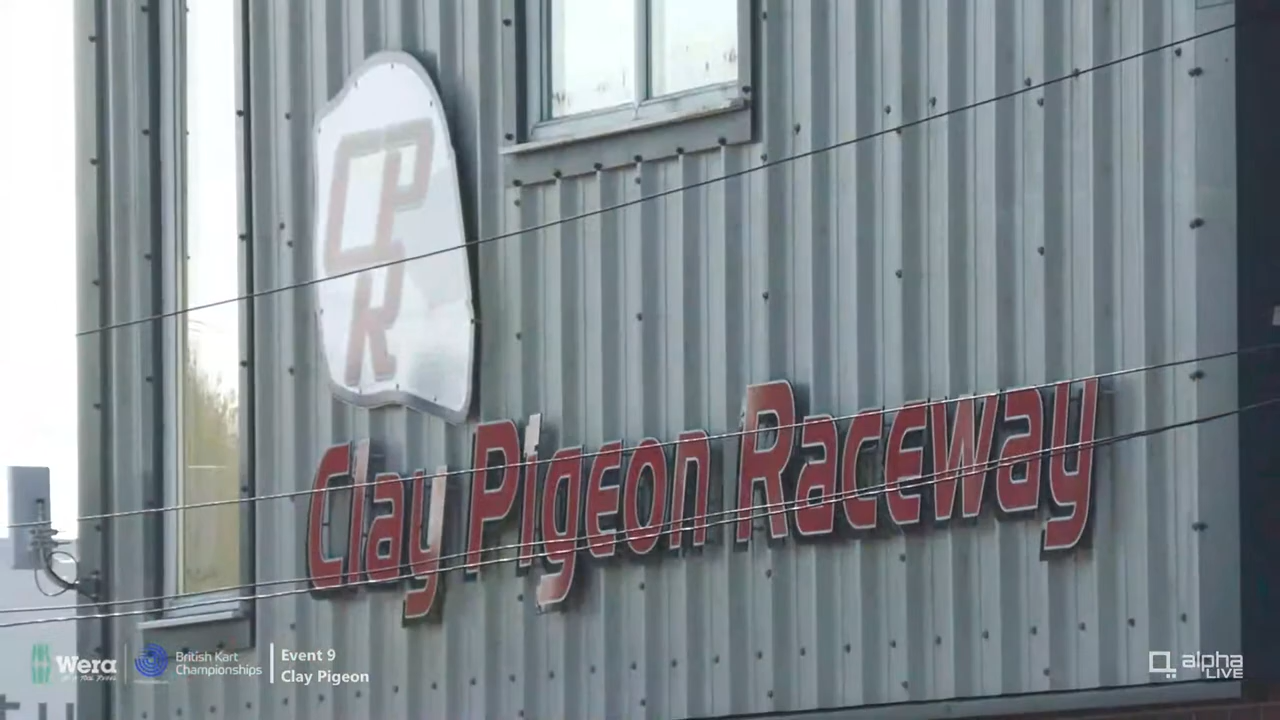 CPR
Clay Pigeon Raceway
Wera
British Kart
Championships
Event 9
Clay Pigeon
alpha
LIVE